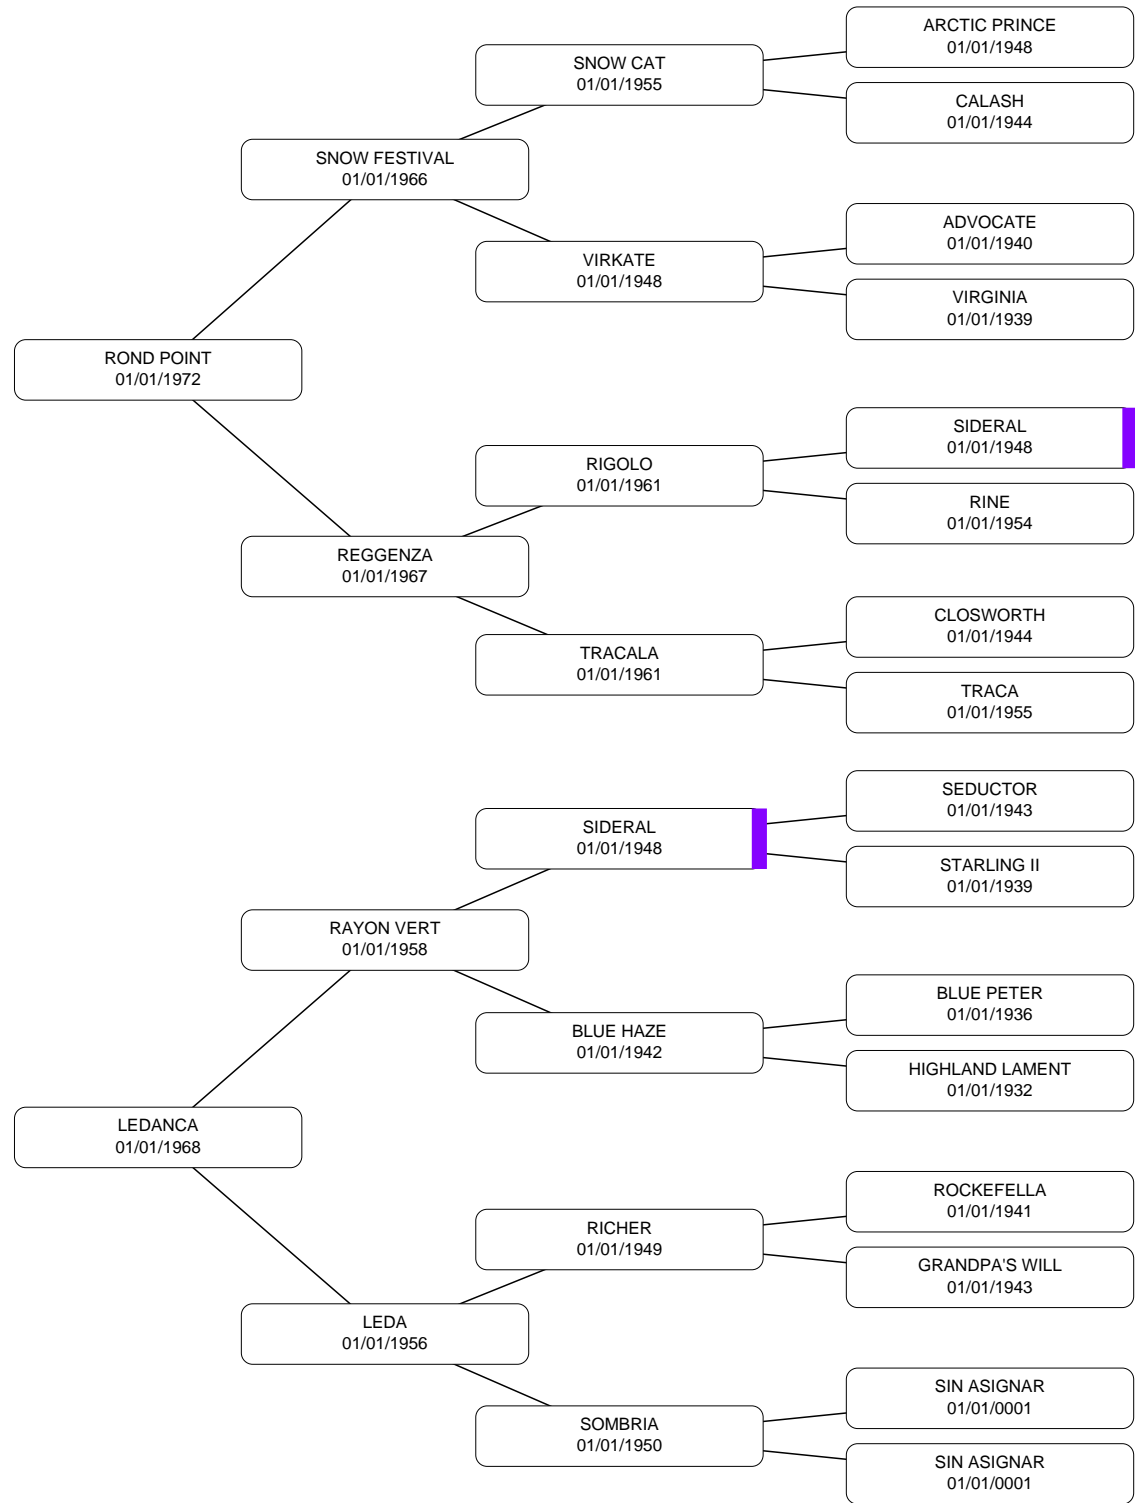 ARCTIC PRINCE
01/01/1948
SNOW CAT
01/01/1955
CALASH
01/01/1944
SNOW FESTIVAL
01/01/1966
ADVOCATE
01/01/1940
VIRKATE
01/01/1948
VIRGINIA
01/01/1939
ROND POINT
01/01/1972
SIDERAL
01/01/1948
RIGOLO
01/01/1961
RINE
01/01/1954
REGGENZA
01/01/1967
CLOSWORTH
01/01/1944
TRACALA
01/01/1961
TRACA
01/01/1955
SEDUCTOR
01/01/1943
SIDERAL
01/01/1948
STARLING II
01/01/1939
RAYON VERT
01/01/1958
BLUE PETER
01/01/1936
BLUE HAZE
01/01/1942
HIGHLAND LAMENT
01/01/1932
LEDANCA
01/01/1968
ROCKEFELLA
01/01/1941
RICHER
01/01/1949
GRANDPA'S WILL
01/01/1943
LEDA
01/01/1956
SIN ASIGNAR
01/01/0001
SOMBRIA
01/01/1950
SIN ASIGNAR
01/01/0001